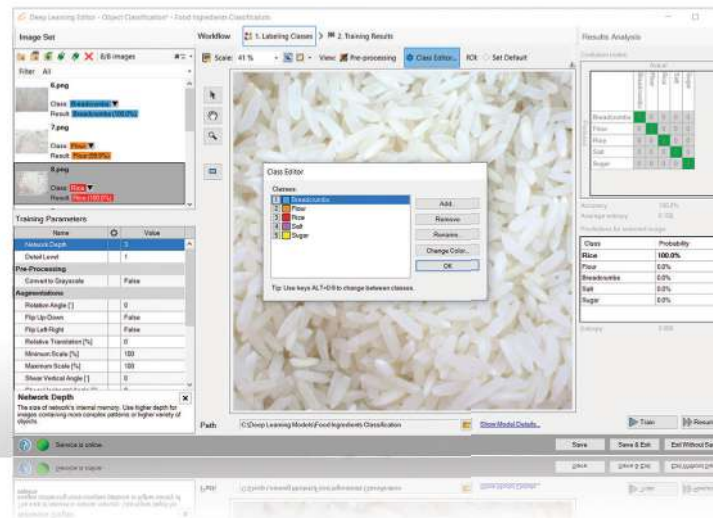 Deep Learning Editor - Object Classification* - Food Ingredients Classification
Image Set
8/8 images
Filter All
6.png
Class: Breadcrumbs
Result: Breadcrumbs (100.0%)
7.png
Class: Flour
Result: Flour
8.png
Class: Rice
Result: Rice (100.0%)
Training Parameters
Name Value
Network Depth 3
Detail Level 1
Pre-Processing
Convert to Grayscale False
Augmentations
Rotation Angle [°] 0
Flip Up-Down False
Flip Left-Right False
Relative Translation [%] 0
Minimum Scale [%] 100
Maximum Scale [%] 100
Shear Vertical Angle [°] 0
Network Depth
The size of network's internal memory. Use higher depth for
images containing more complex patterns or higher variety of
objects.
Service is online
Workflow 1. Labeling Classes > 2. Training Results
Scale: 41 % View: Pre-processing Class Editor... ROI: Set Default
Class Editor
Classes:
1 Breadcrumbs
2 Flour
3 Rice
4 Salt
5 Sugar
Add...
Remove
Rename...
Change Color...
OK
Tip: Use keys ALT+0-9 to change between classes.
Path C:\Deep Learning Models\Food Ingredients Classification Show Model Details...
Results Analysis
Confusion matrix:
Actual
Breadcrumbs Flour Rice Salt Sugar
Predicted
Breadcrumbs
Flour
Rice
Salt
Sugar
Accuracy 100.0%
Average entropy
Predictions for selected image
Class Probability
Rice 100.0%
Flour 0.0%
Breadcrumbs 0.0%
Salt 0.0%
Sugar 0.0%
Entropy
Train
Save Save & Exit Exit Without